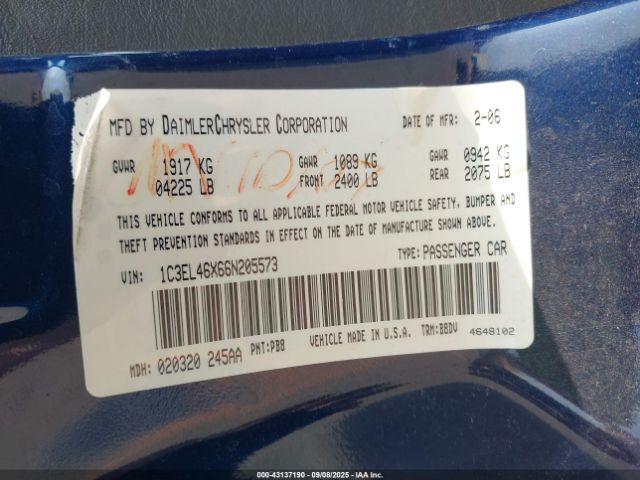 MFD BY DAIMLERCHRYSLER CORPORATION DATE OF MFR: 2-06
GVWR 1917 KG GAWR 1089 KG GAWR 0942 KG
04225 LB FRONT 2400 LB REAR 2075 LB
THIS VEHICLE CONFORMS TO ALL APPLICABLE FEDERAL MOTOR VEHICLE SAFETY, BUMPER AND
THEFT PREVENTION STANDARDS IN EFFECT ON THE DATE OF MANUFACTURE SHOWN ABOVE.
VIN: 1C3EL46X66N205573 TYPE: PASSENGER CAR
MDH: 020320 245AA PNT: PB8 VEHICLE MADE IN U.S.A. TRM: B8DV 4648102
000-43137190 - 09/08/2025 - IAAI Inc.